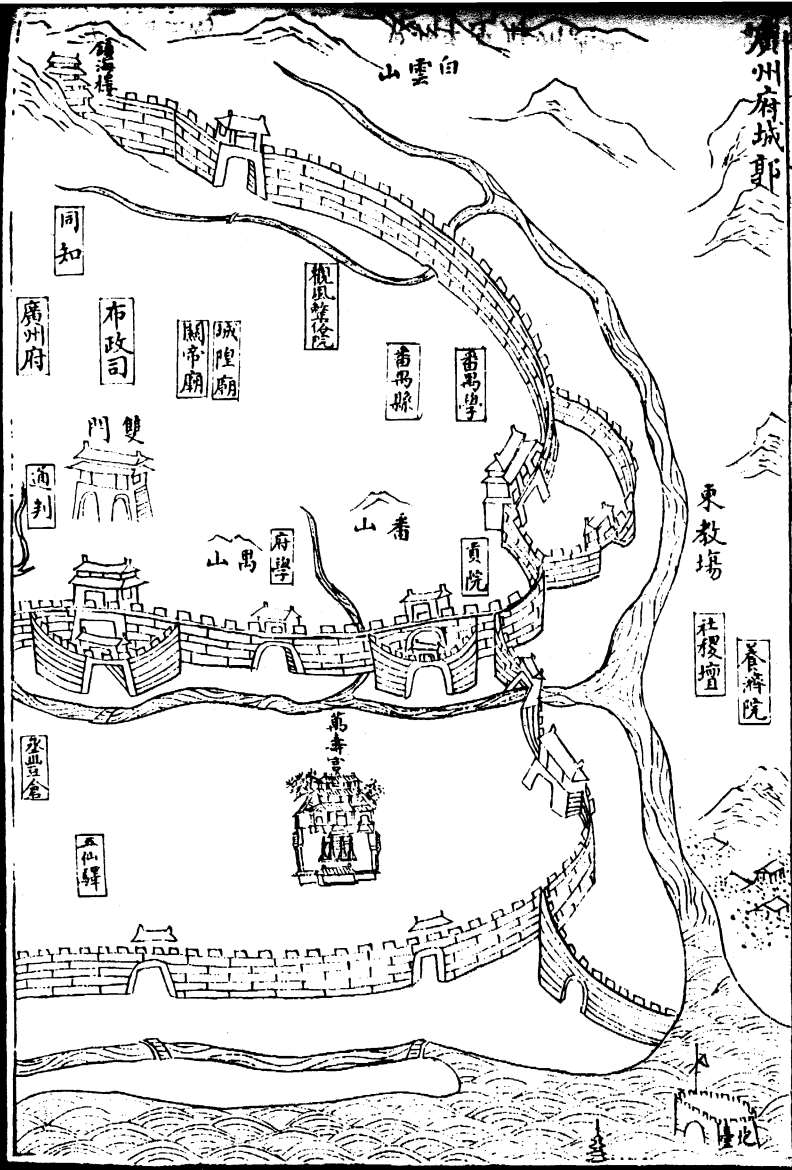 廣州府城郭
白雲山
鎮海樓
同知
廣州府
布政司
關帝廟
城隍廟
觀風整俗院
番禺縣
番禺學
雙門
通判
禺山
府學
番山
貢院
東教場
社稷壇
養濟院
萬壽宮
五仙驛
炮臺